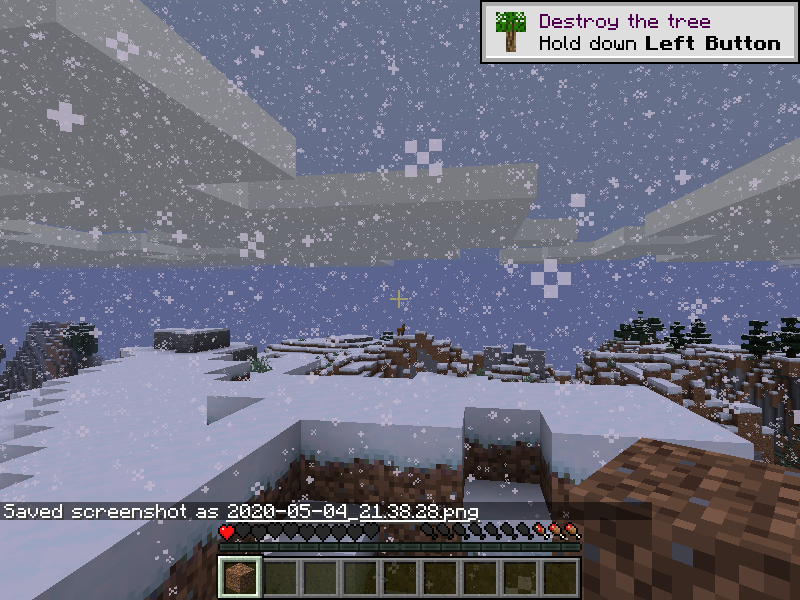 Destroy the tree
Hold down Left Button
Saved screenshot as 2020-05-04_21.38.28.png